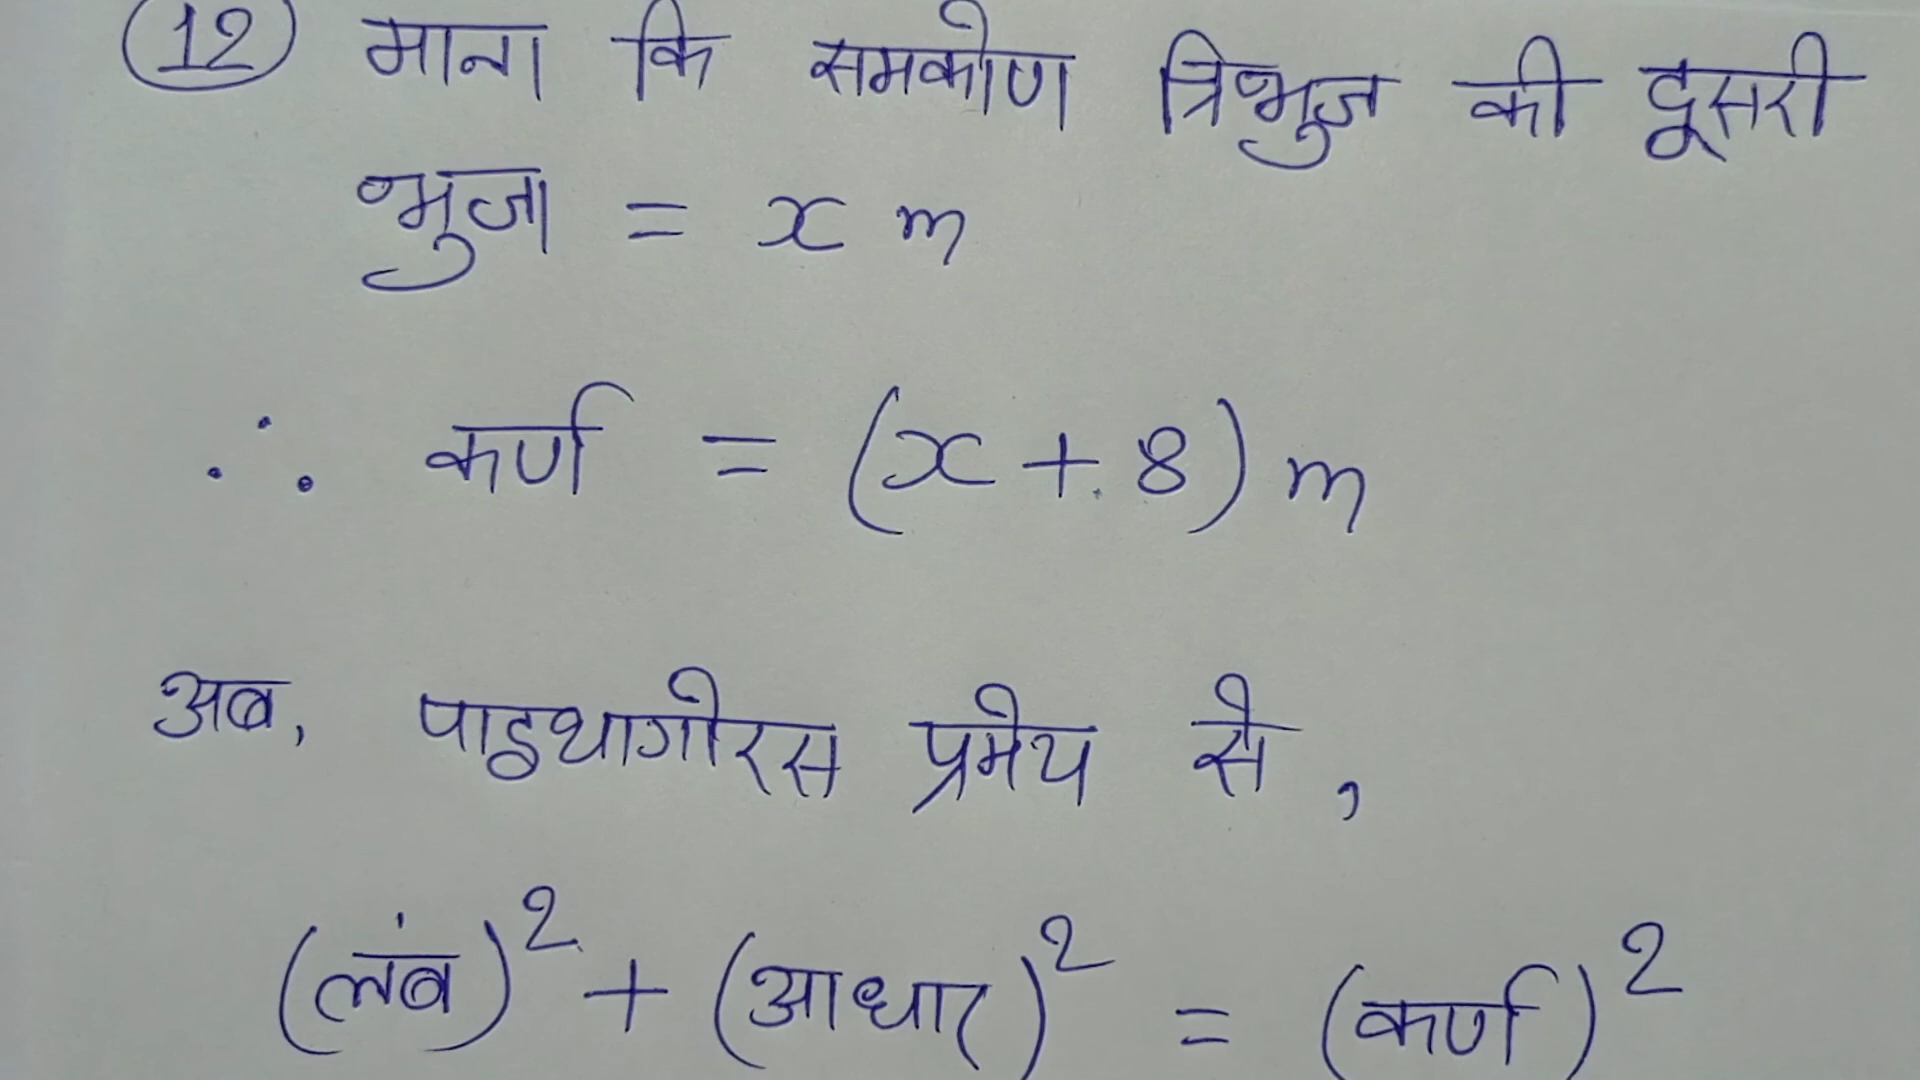 12 माना कि समकोण त्रिभुज की दूसरी
भुजा = x m
∴ कर्ण = (x + 8) m
अब, पाइथागोरस प्रमेय से,
(लंब)² + (आधार)² = (कर्ण)²